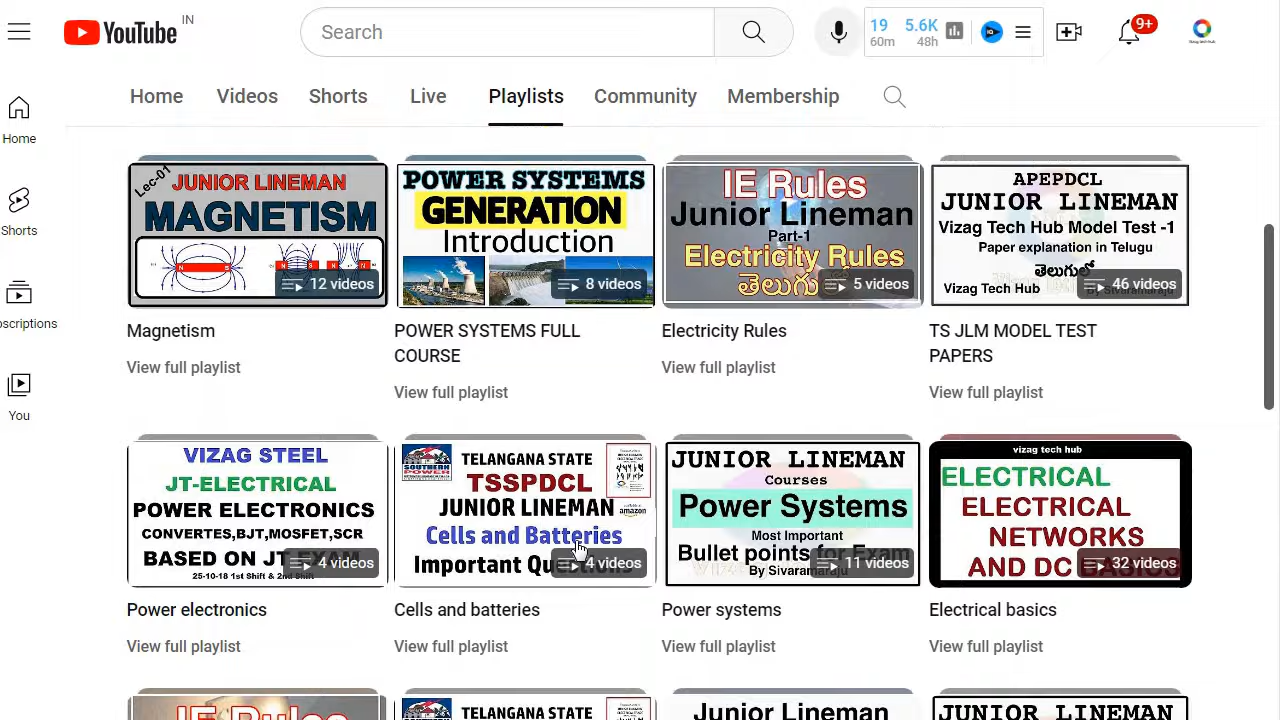 YouTube IN
Search
19 5.6K
60m 48h
9+
Home Videos Shorts Live Playlists Community Membership
Home
Shorts
bscriptions
You
Lec-01
JUNIOR LINEMAN
MAGNETISM
12 videos
Magnetism
View full playlist
POWER SYSTEMS
GENERATION
Introduction
8 videos
POWER SYSTEMS FULL
COURSE
View full playlist
IE Rules
Junior Lineman
Part-1
Electricity Rules
5 videos
Electricity Rules
View full playlist
APEPDCL
JUNIOR LINEMAN
Vizag Tech Hub Model Test -1
Paper explanation in Telugu
తెలుగులో
Vizag Tech Hub By Sivaramaraju
46 videos
TS JLM MODEL TEST
PAPERS
View full playlist
VIZAG STEEL
JT-ELECTRICAL
POWER ELECTRONICS
CONVERTES,BJT,MOSFET,SCR
BASED ON JT EXAM
25-10-18 1st Shift & 2nd Shift
4 videos
Power electronics
View full playlist
SOUTHERN
POWER
TELANGANA STATE
TSSPDCL
JUNIOR LINEMAN
amazon
Cells and Batteries
Important Questions
4 videos
Cells and batteries
View full playlist
JUNIOR LINEMAN
Courses
Power Systems
Most Important
Bullet points for Exam
By Sivaramaraju
11 videos
Power systems
View full playlist
vizag tech hub
ELECTRICAL
ELECTRICAL
NETWORKS
AND DC BASICS
32 videos
Electrical basics
View full playlist
IE Rules
TELANGANA STATE
Junior Lineman
JUNIOR LINEMAN